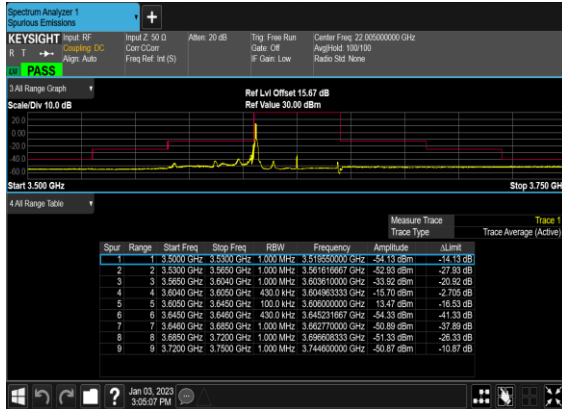 Spectrum Analyzer 1
Spurious Emissions
+
KEYSIGHT
R T
LXI PASS
Input: RF
Coupling: DC
Align: Auto
Input Z: 50 Ω
Corr CCorr
Freq Ref: Int (S)
Atten: 20 dB
Trig: Free Run
Gate: Off
IF Gain: Low
Center Freq: 22.005000000 GHz
Avg|Hold: 100/100
Radio Std: None
3 All Range Graph
Scale/Div 10.0 dB
Ref Lvl Offset 15.67 dB
Ref Value 30.00 dBm
20.0
0.00
-20.0
-40.0
-60.0
Start 3.500 GHz
Stop 3.750 GHz
4 All Range Table
Measure Trace Trace 1
Trace Type Trace Average (Active)
Spur Range Start Freq Stop Freq RBW Frequency Amplitude ΔLimit
1 1 3.5000 GHz 3.5300 GHz 1.000 MHz 3.519550000 GHz -54.13 dBm -14.13 dB
2 2 3.5300 GHz 3.5650 GHz 1.000 MHz 3.561616667 GHz -52.93 dBm -27.93 dB
3 3 3.5650 GHz 3.6040 GHz 1.000 MHz 3.603610000 GHz -33.92 dBm -20.92 dB
4 4 3.6040 GHz 3.6050 GHz 430.0 kHz 3.604963333 GHz -15.70 dBm -2.705 dB
5 5 3.6050 GHz 3.6450 GHz 100.0 kHz 3.606000000 GHz 13.47 dBm -16.53 dB
6 6 3.6450 GHz 3.6460 GHz 430.0 kHz 3.645231667 GHz -54.33 dBm -41.33 dB
7 7 3.6460 GHz 3.6850 GHz 1.000 MHz 3.662770000 GHz -50.89 dBm -37.89 dB
8 8 3.6850 GHz 3.7200 GHz 1.000 MHz 3.696608333 GHz -51.33 dBm -26.33 dB
9 9 3.7200 GHz 3.7500 GHz 1.000 MHz 3.744600000 GHz -50.87 dBm -10.87 dB
?
Jan 03, 2023
3:05:07 PM